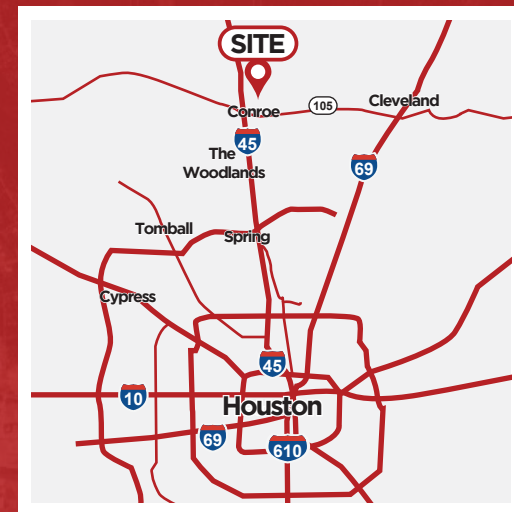 SITE
Conroe
105
Cleveland
45
The
Woodlands
69
Tomball
Spring
Cypress
45
10
Houston
69
610